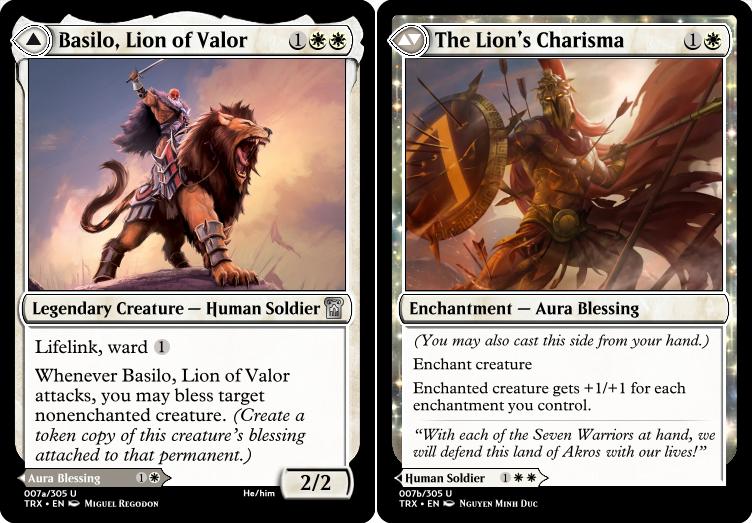 Basilo, Lion of Valor 1
Legendary Creature — Human Soldier
Lifelink, ward 1
Whenever Basilo, Lion of Valor
attacks, you may bless target
nonenchanted creature. (Create a
token copy of this creature's blessing
attached to that permanent.)
Aura Blessing 1
2/2
007a/305 U He/him
TRX • EN Miguel Regodon
The Lion's Charisma 1
Enchantment — Aura Blessing
(You may also cast this side from your hand.)
Enchant creature
Enchanted creature gets +1/+1 for each
enchantment you control.
"With each of the Seven Warriors at hand, we
will defend this land of Akros with our lives!"
Human Soldier 1
007b/305 U
TRX • EN Nguyen Minh Duc